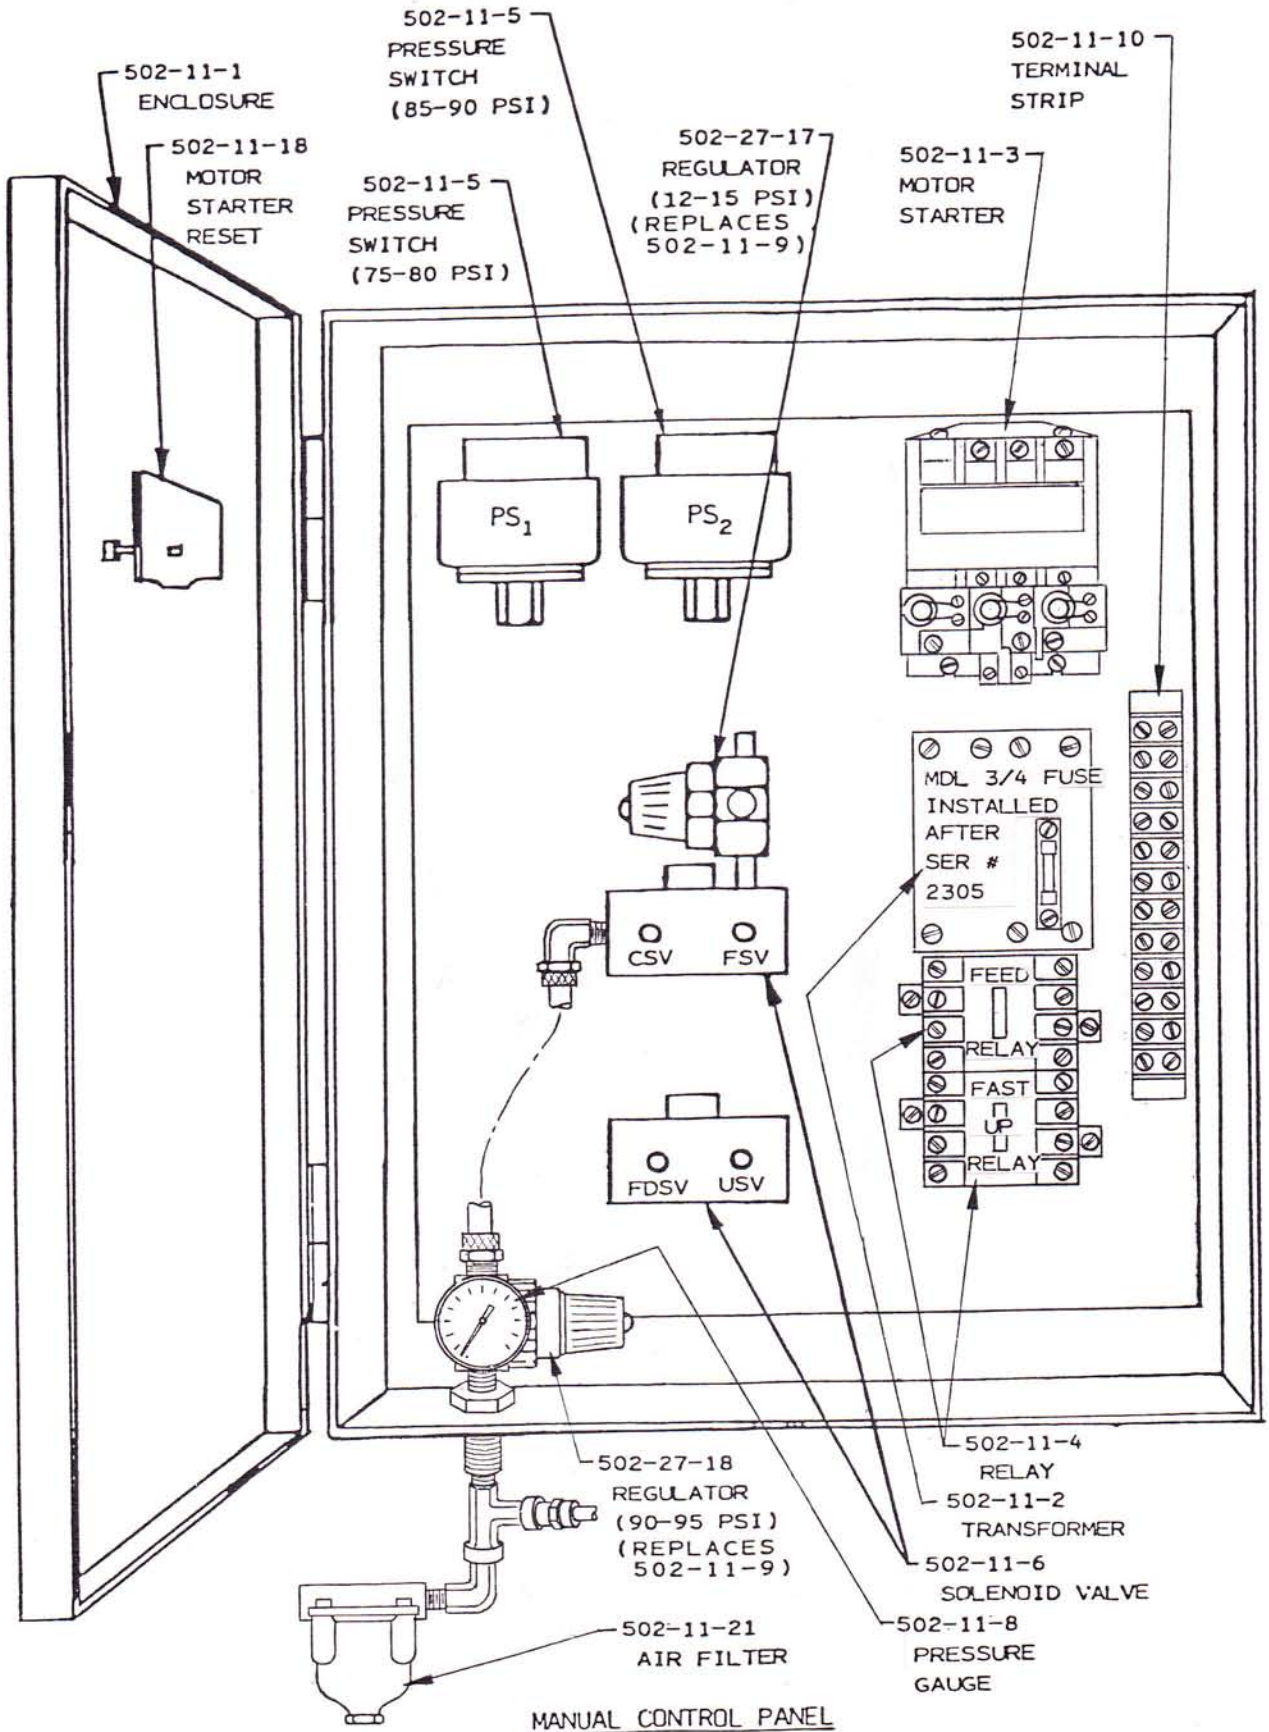 502-11-5
PRESSURE
SWITCH
(85-90 PSI)
502-11-10
TERMINAL
STRIP
502-11-1
ENCLOSURE
502-11-18
MOTOR
STARTER
RESET
502-11-5
PRESSURE
SWITCH
(75-80 PSI)
502-27-17
REGULATOR
(12-15 PSI)
(REPLACES
502-11-9)
502-11-3
MOTOR
STARTER
PS1
PS2
MDL 3/4 FUSE
INSTALLED
AFTER
SER #
2305
CSV FSV
FEED
RELAY
FAST
UP
RELAY
FDSV USV
502-27-18
REGULATOR
(90-95 PSI)
(REPLACES
502-11-9)
502-11-4
RELAY
502-11-2
TRANSFORMER
502-11-6
SOLENOID VALVE
502-11-8
PRESSURE
GAUGE
502-11-21
AIR FILTER
MANUAL CONTROL PANEL